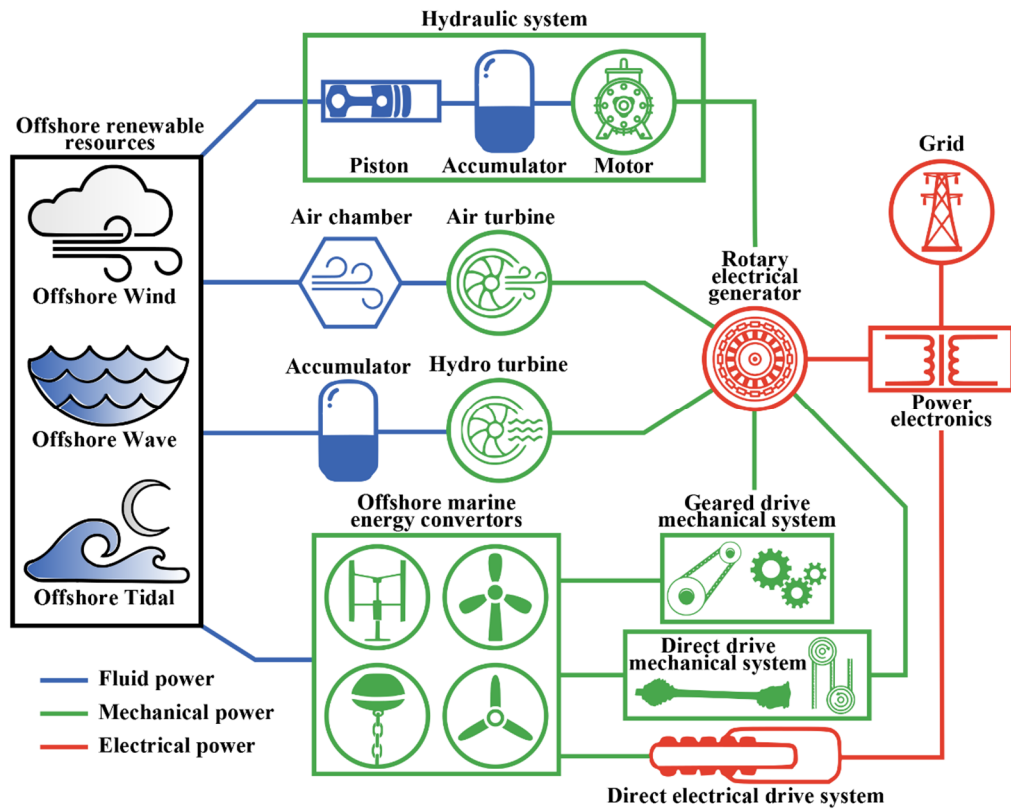 Hydraulic system
Piston
Accumulator
Motor
Offshore renewable
resources
Offshore Wind
Offshore Wave
Offshore Tidal
Air chamber
Air turbine
Accumulator
Hydro turbine
Rotary
electrical
generator
Grid
Power
electronics
Offshore marine
energy convertors
Geared drive
mechanical system
Direct drive
mechanical system
Direct electrical drive system
Fluid power
Mechanical power
Electrical power